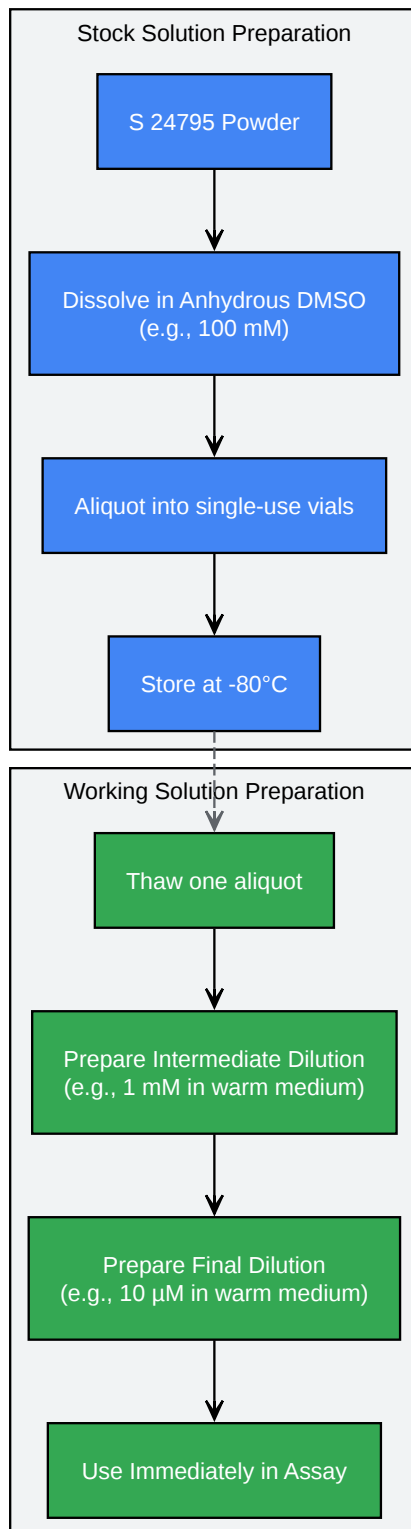 Stock Solution Preparation
S 24795 Powder
Dissolve in Anhydrous DMSO
(e.g., 100 mM)
Aliquot into single-use vials
Store at -80°C
Working Solution Preparation
Thaw one aliquot
Prepare Intermediate Dilution
(e.g., 1 mM in warm medium)
Prepare Final Dilution
(e.g., 10 µM in warm medium)
Use Immediately in Assay